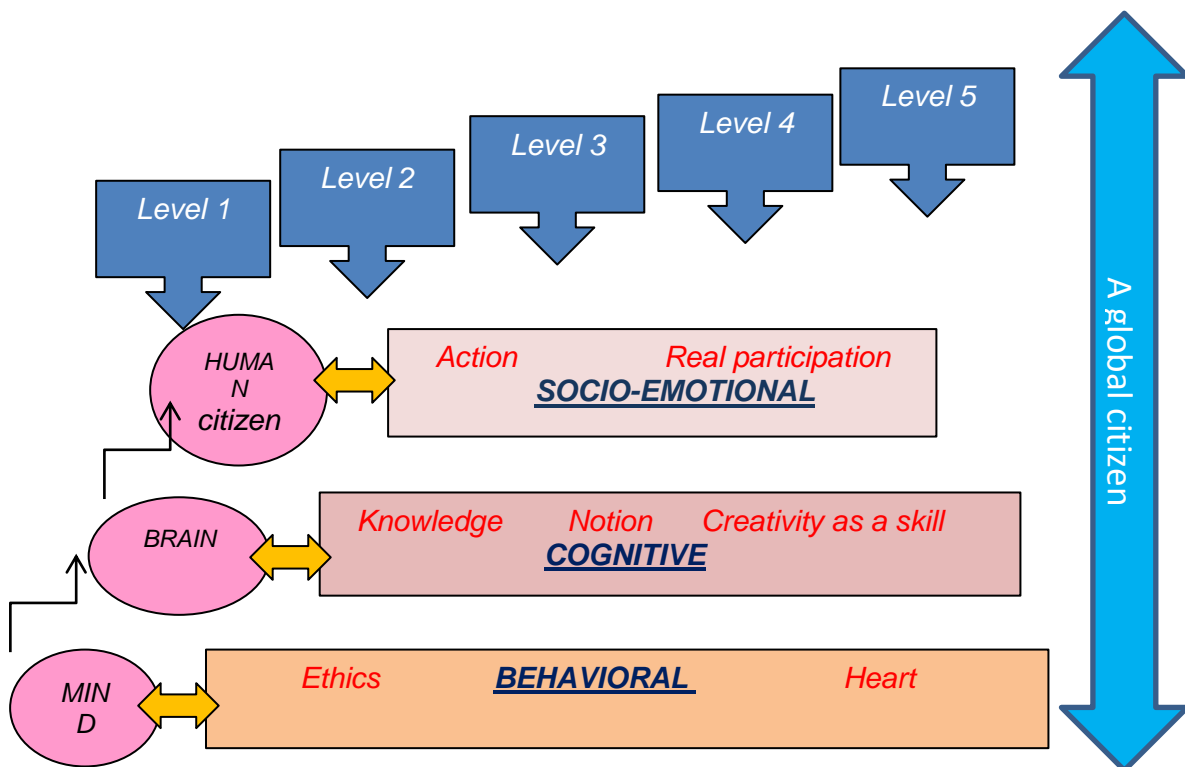 Level 5
Level 4
Level 3
Level 2
Level 1
A global citizen
HUMA
N
citizen
Action Real participation
SOCIO-EMOTIONAL
BRAIN
Knowledge Notion Creativity as a skill
COGNITIVE
MIN
D
Ethics BEHAVIORAL Heart